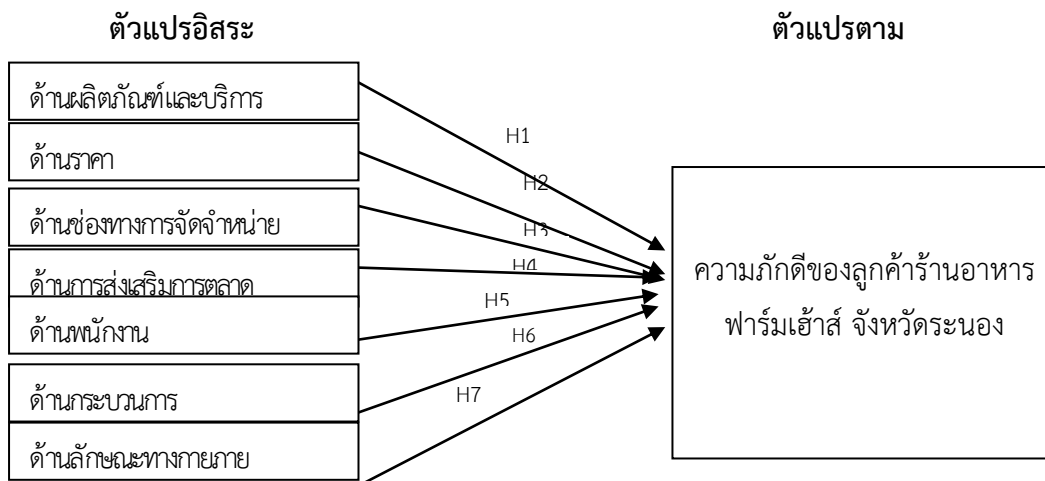 ตัวแปรอิสระ
ตัวแปรตาม
ด้านผลิตภัณฑ์และบริการ
ด้านราคา
ด้านช่องทางการจัดจำหน่าย
ด้านการส่งเสริมการตลาด
ด้านพนักงาน
ด้านกระบวนการ
ด้านลักษณะทางกายภาย
H1
H2
H3
H4
H5
H6
H7
ความภักดีของลูกค้าร้านอาหาร
ฟาร์มเฮ้าส์ จังหวัดระนอง